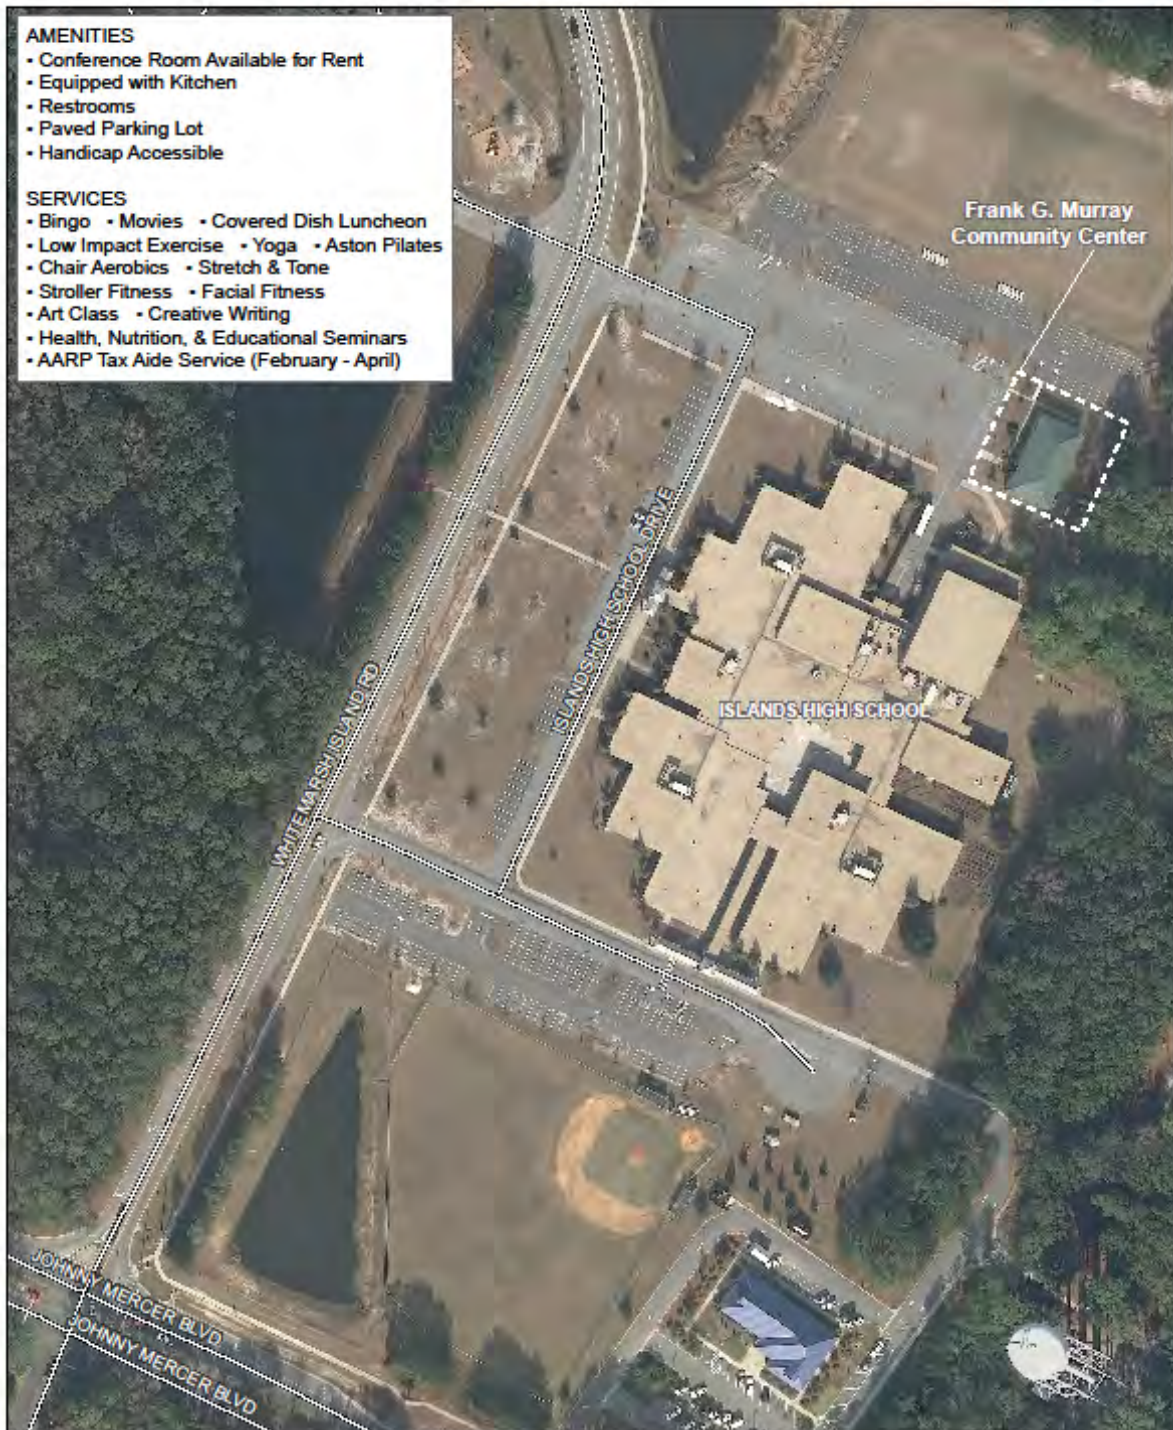 AMENITIES
• Conference Room Available for Rent
• Equipped with Kitchen
• Restrooms
• Paved Parking Lot
• Handicap Accessible
SERVICES
• Bingo • Movies • Covered Dish Luncheon
• Low Impact Exercise • Yoga • Aston Pilates
• Chair Aerobics • Stretch & Tone
• Stroller Fitness • Facial Fitness
• Art Class • Creative Writing
• Health, Nutrition, & Educational Seminars
• AARP Tax Aide Service (February - April)
Frank G. Murray
Community Center
ISLANDS HIGH SCHOOL DRIVE
ISLANDS HIGH SCHOOL
WHITEMARSH ISLAND RD
JOHNNY MERCER BLVD
JOHNNY MERCER BLVD